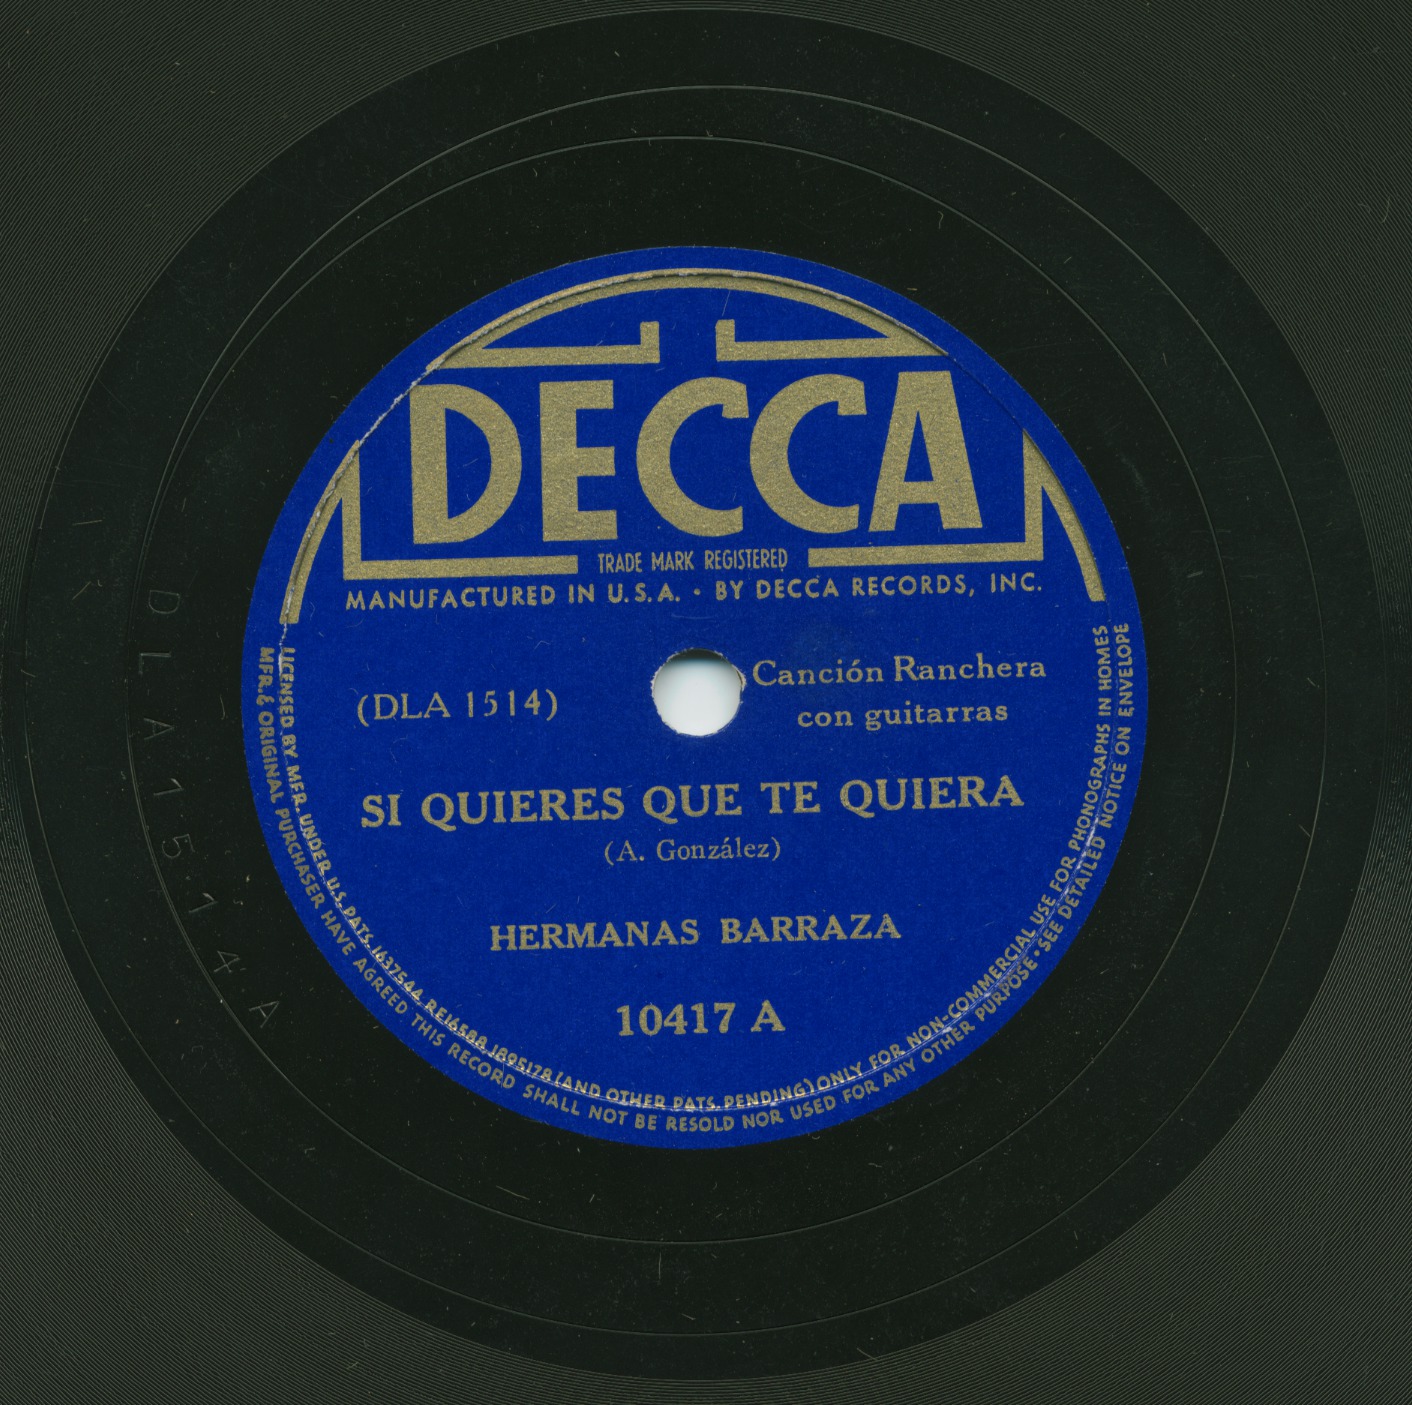 DECCA
TRADE MARK REGISTERED
MANUFACTURED IN U.S.A. · BY DECCA RECORDS, INC.
(DLA 1514)
Canción Ranchera
con guitarras
SI QUIERES QUE TE QUIERA
(A. González)
HERMANAS BARRAZA
10417 A
LICENSED BY MFR. UNDER U.S. PATS. 1637544, RE16588, 1895178 (AND OTHER PATS. PENDING) ONLY FOR NON-COMMERCIAL USE FOR PHONOGRAPHS IN HOMES
MFR. & ORIGINAL PURCHASER HAVE AGREED THIS RECORD SHALL NOT BE RESOLD NOR USED FOR ANY OTHER PURPOSE · SEE DETAILED NOTICE ON ENVELOPE
DLA1514 A